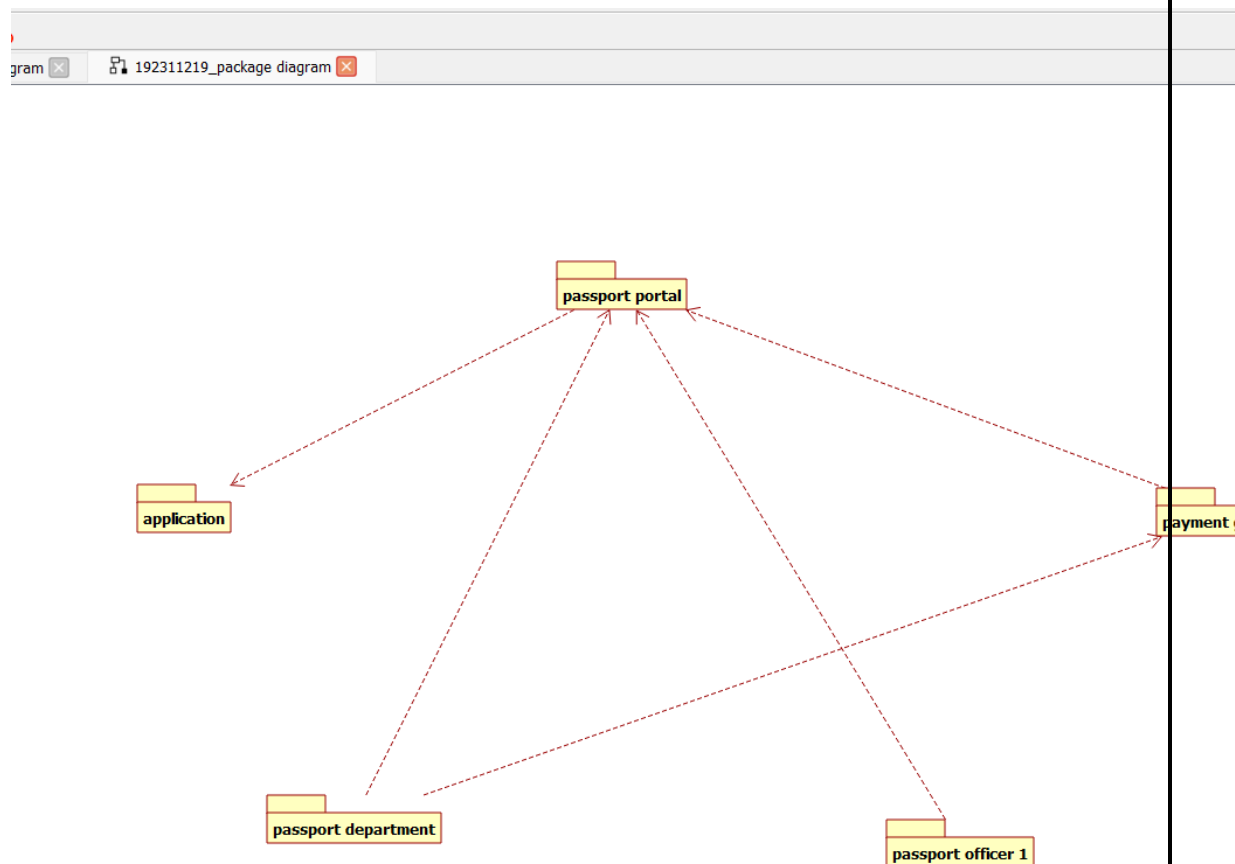 gram
192311219_package diagram
passport portal
application
payment
passport department
passport officer 1